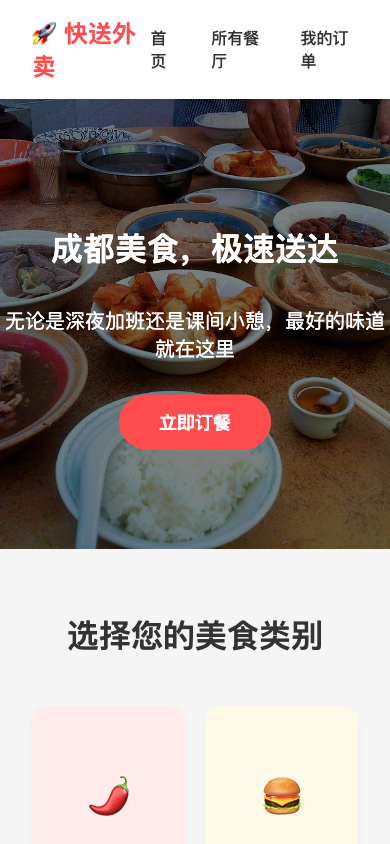 🚀 快送外
卖
首
页
所有餐
厅
我的订
单
成都美食，极速送达
无论是深夜加班还是课间小憩，最好的味道
就在这里
立即订餐
选择您的美食类别